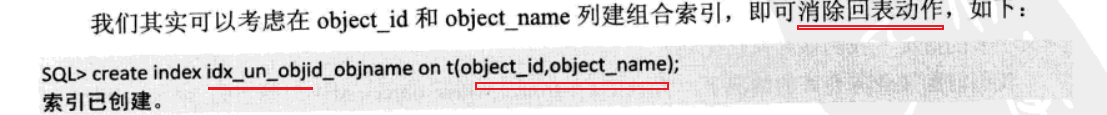 我们其实可以考虑在 object_id 和 object_name 列建组合索引，即可消除回表动作，如下：
SQL> create index idx_un_objid_objname on t(object_id,object_name);
索引已创建。